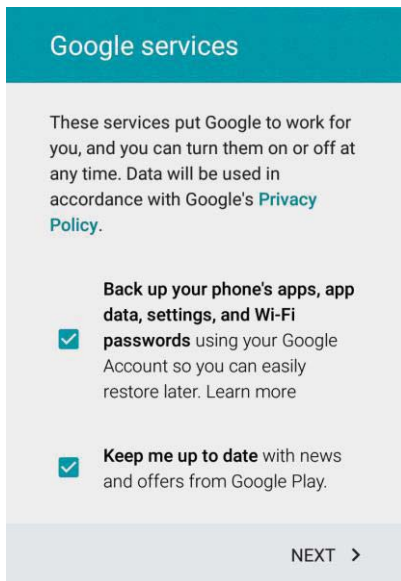 Google services
These services put Google to work for
you, and you can turn them on or off at
any time. Data will be used in
accordance with Google's Privacy
Policy.
Back up your phone's apps, app
data, settings, and Wi-Fi
passwords using your Google
Account so you can easily
restore later. Learn more
Keep me up to date with news
and offers from Google Play.
NEXT